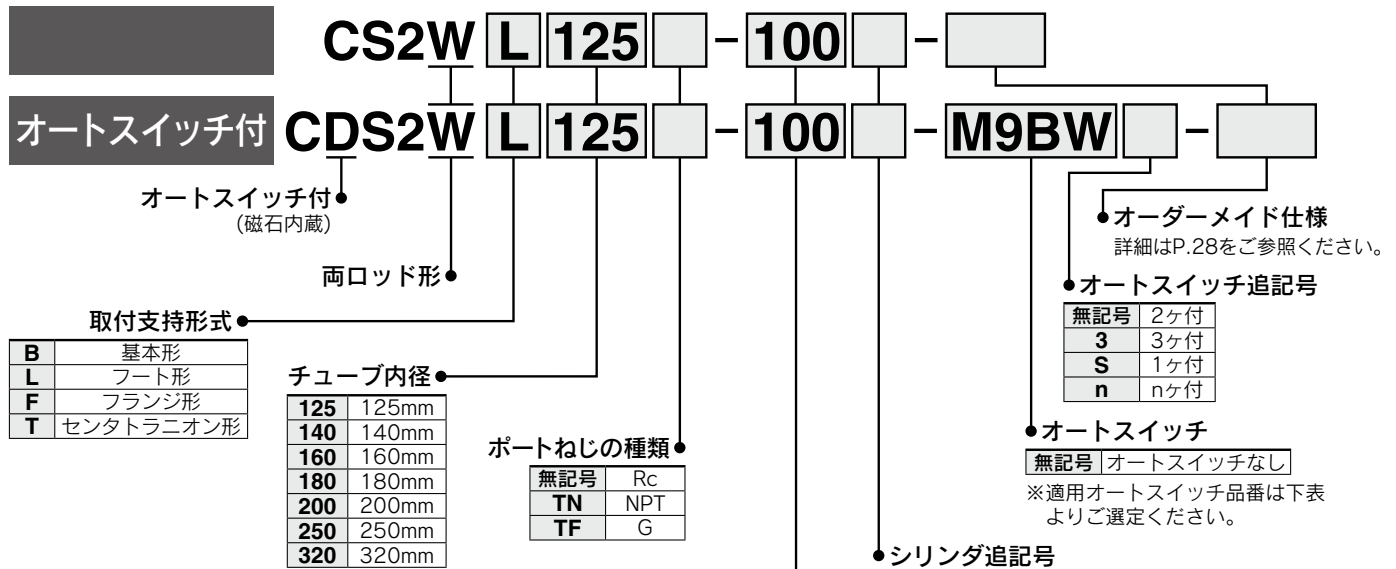 CS2W L 125 - 100 -
オートスイッチ付 CDS2W L 125 - 100 - M9BW -
オートスイッチ付
(磁石内蔵)
両ロッド形
取付支持形式
B 基本形
L フート形
F フランジ形
T センタトラニオン形
チューブ内径
125 125mm
140 140mm
160 160mm
180 180mm
200 200mm
250 250mm
320 320mm
ポートねじの種類
無記号 Rc
TN NPT
TF G
オーダーメイド仕様
詳細はP.28をご参照ください。
オートスイッチ追記号
無記号 2ヶ付
3 3ヶ付
S 1ヶ付
n nヶ付
オートスイッチ
無記号 オートスイッチなし
※適用オートスイッチ品番は下表
よりご選定ください。
シリンダ追記号